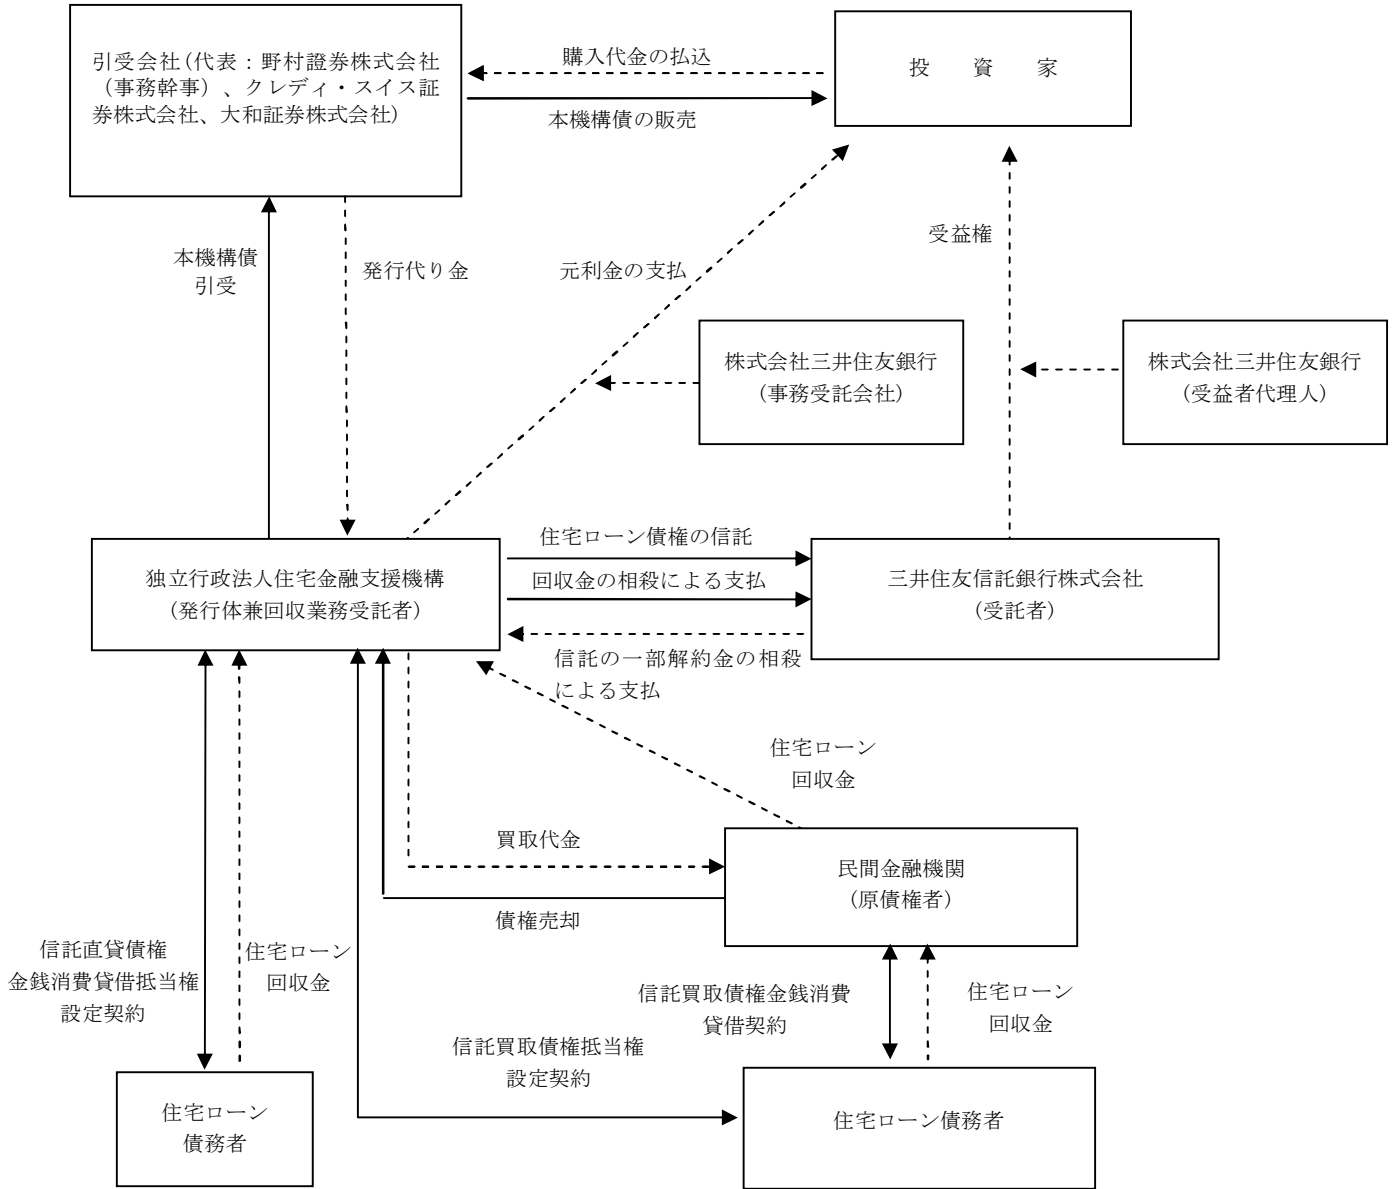 引受会社(代表：野村證券株式会社
（事務幹事）、クレディ・スイス証
券株式会社、大和証券株式会社)
購入代金の払込
本機構債の販売
投　資　家
本機構債
引受
発行代り金
元利金の支払
受益権
株式会社三井住友銀行
（事務受託会社）
株式会社三井住友銀行
（受益者代理人）
独立行政法人住宅金融支援機構
（発行体兼回収業務受託者）
住宅ローン債権の信託
回収金の相殺による支払
信託の一部解約金の相殺
による支払
三井住友信託銀行株式会社
（受託者）
住宅ローン
回収金
買取代金
債権売却
民間金融機関
（原債権者）
信託直貸債権
金銭消費貸借抵当権
設定契約
住宅ローン
回収金
信託買取債権金銭消費
貸借契約
住宅ローン
回収金
信託買取債権抵当権
設定契約
住宅ローン
債務者
住宅ローン債務者